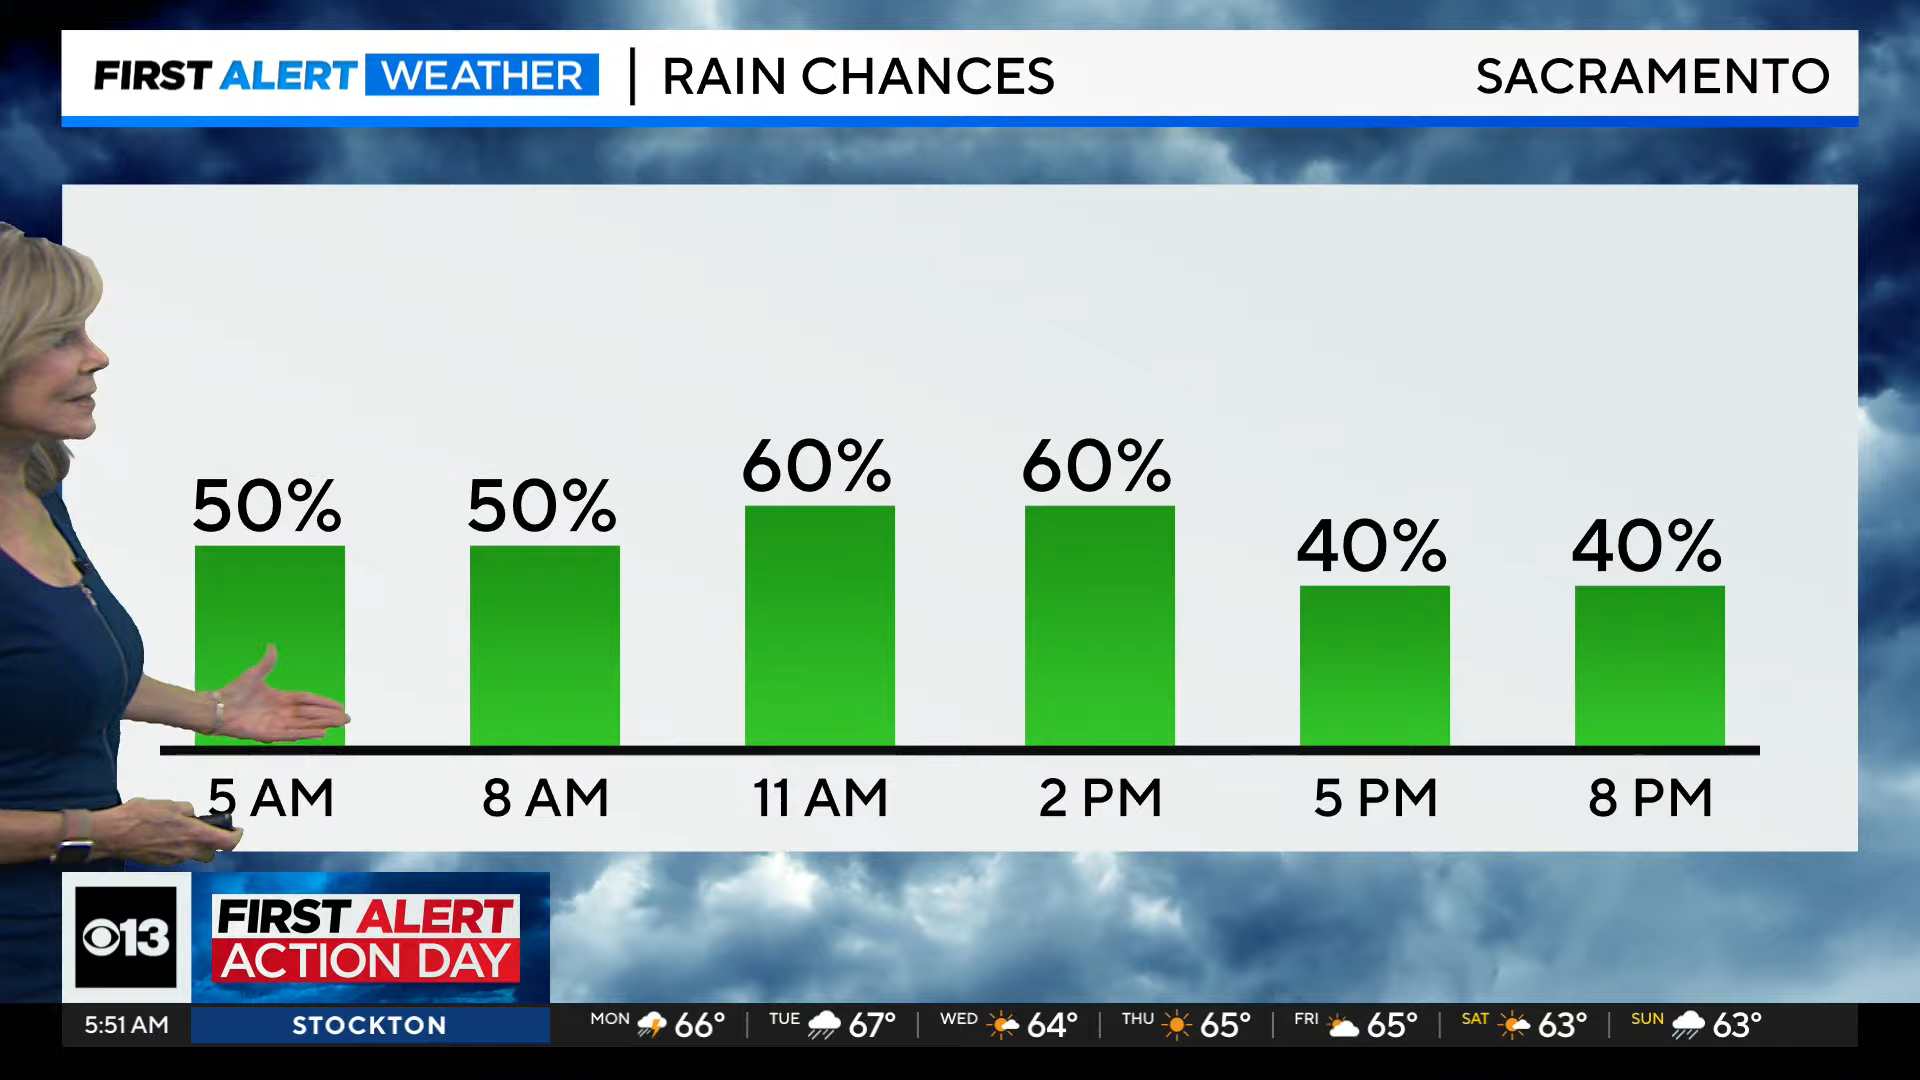 FIRST ALERT WEATHER | RAIN CHANCES SACRAMENTO
50% 50% 60% 60% 40% 40%
5 AM 8 AM 11 AM 2 PM 5 PM 8 PM
13
FIRST ALERT
ACTION DAY
5:51 AM STOCKTON MON 66° | TUE 67° | WED 64° | THU 65° | FRI 65° | SAT 63° | SUN 63°